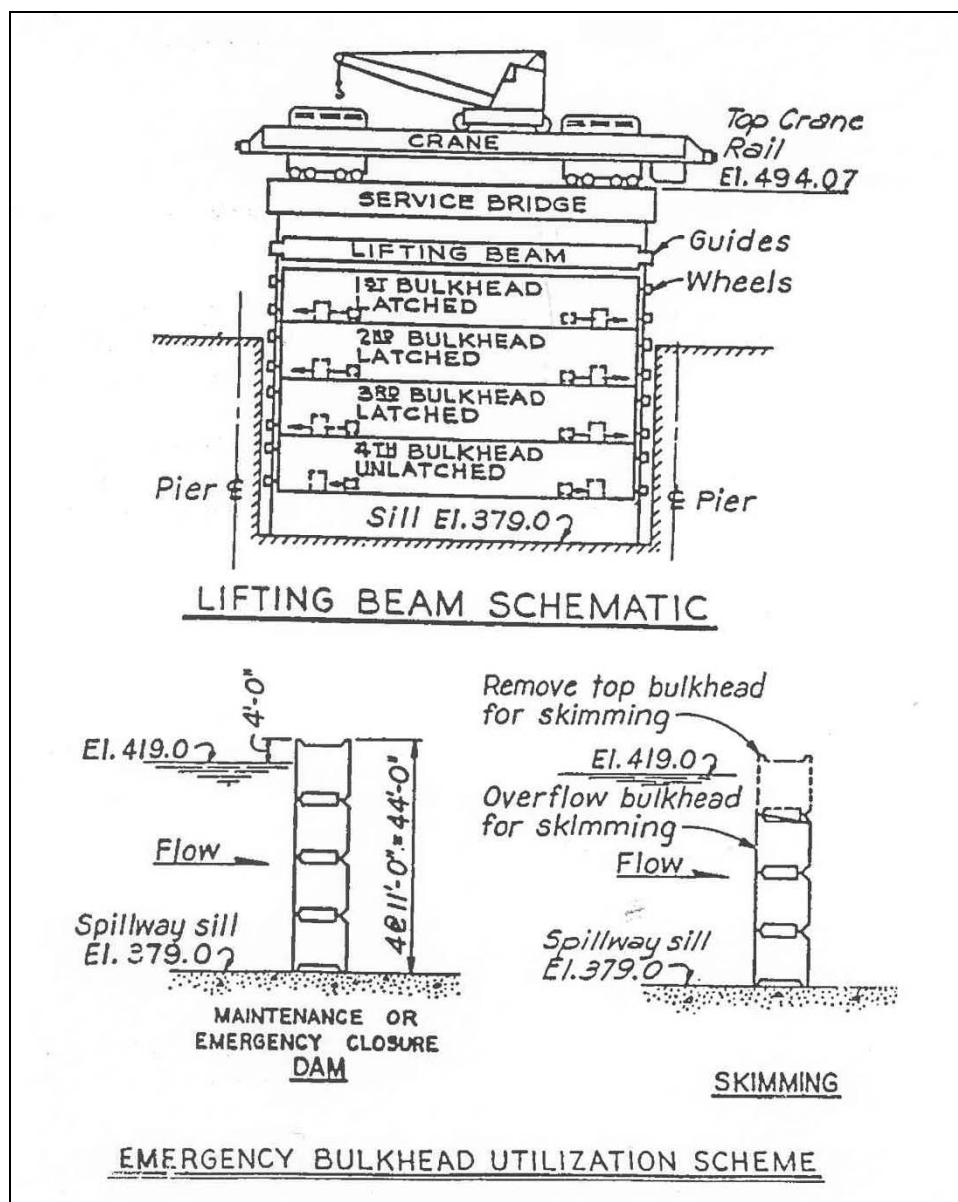 CRANE
Top Crane
Rail
El. 494.07
SERVICE BRIDGE
LIFTING BEAM
Guides
Wheels
1ST BULKHEAD
LATCHED
2ND BULKHEAD
LATCHED
3RD BULKHEAD
LATCHED
4TH BULKHEAD
UNLATCHED
Pier ℄
℄ Pier
Sill El. 379.0
LIFTING BEAM SCHEMATIC
4'-0"
El. 419.0
Flow
4@11'-0" = 44'-0"
Spillway sill
El. 379.0
MAINTENANCE OR
EMERGENCY CLOSURE
DAM
Remove top bulkhead
for skimming
El. 419.0
Overflow bulkhead
for skimming
Flow
Spillway sill
El. 379.0
SKIMMING
EMERGENCY BULKHEAD UTILIZATION SCHEME